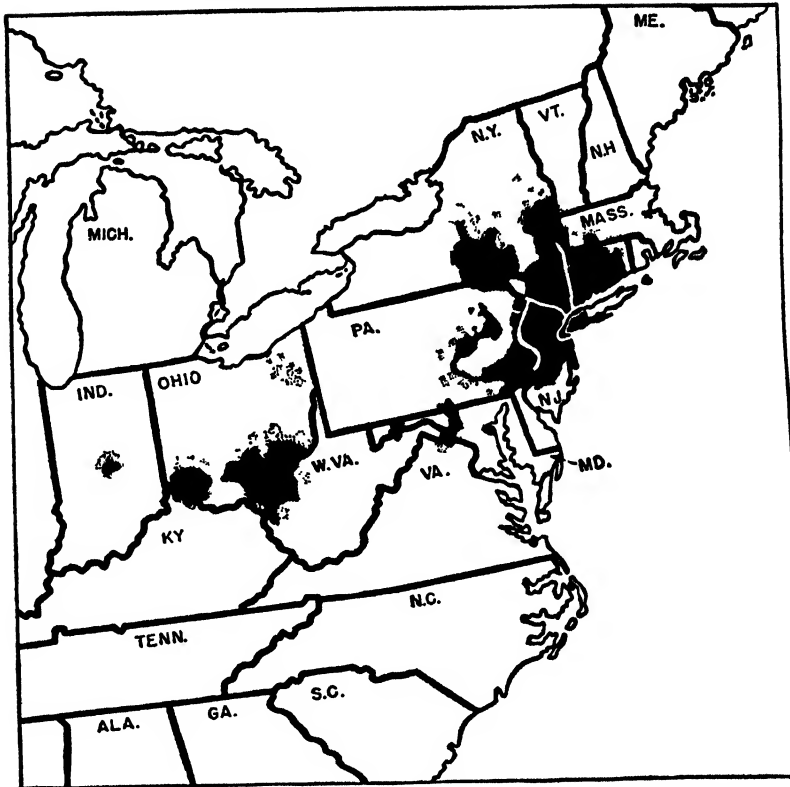 ME.
N.Y.
VT.
N.H
MASS.
MICH.
PA.
IND.
OHIO
N.J.
W.VA.
VA.
MD.
KY
N.C.
TENN.
S.C.
GA.
ALA.